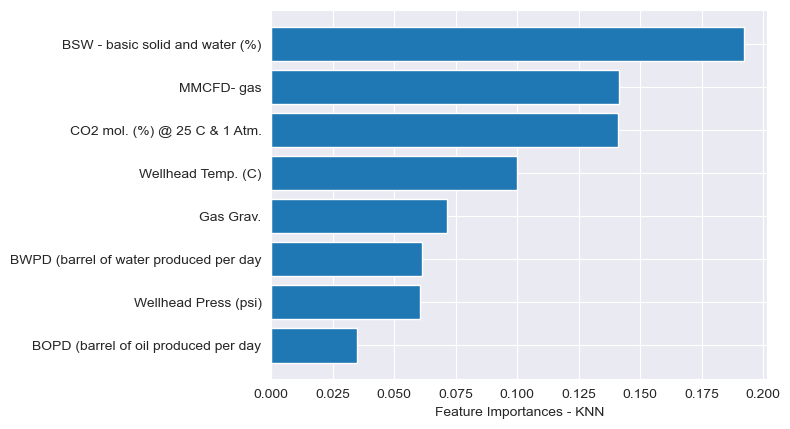 BSW - basic solid and water (%)
MMCFD- gas
CO2 mol. (%) @ 25 C & 1 Atm.
Wellhead Temp. (C)
Gas Grav.
BWPD (barrel of water produced per day
Wellhead Press (psi)
BOPD (barrel of oil produced per day
0.000 0.025 0.050 0.075 0.100 0.125 0.150 0.175 0.200
Feature Importances - KNN